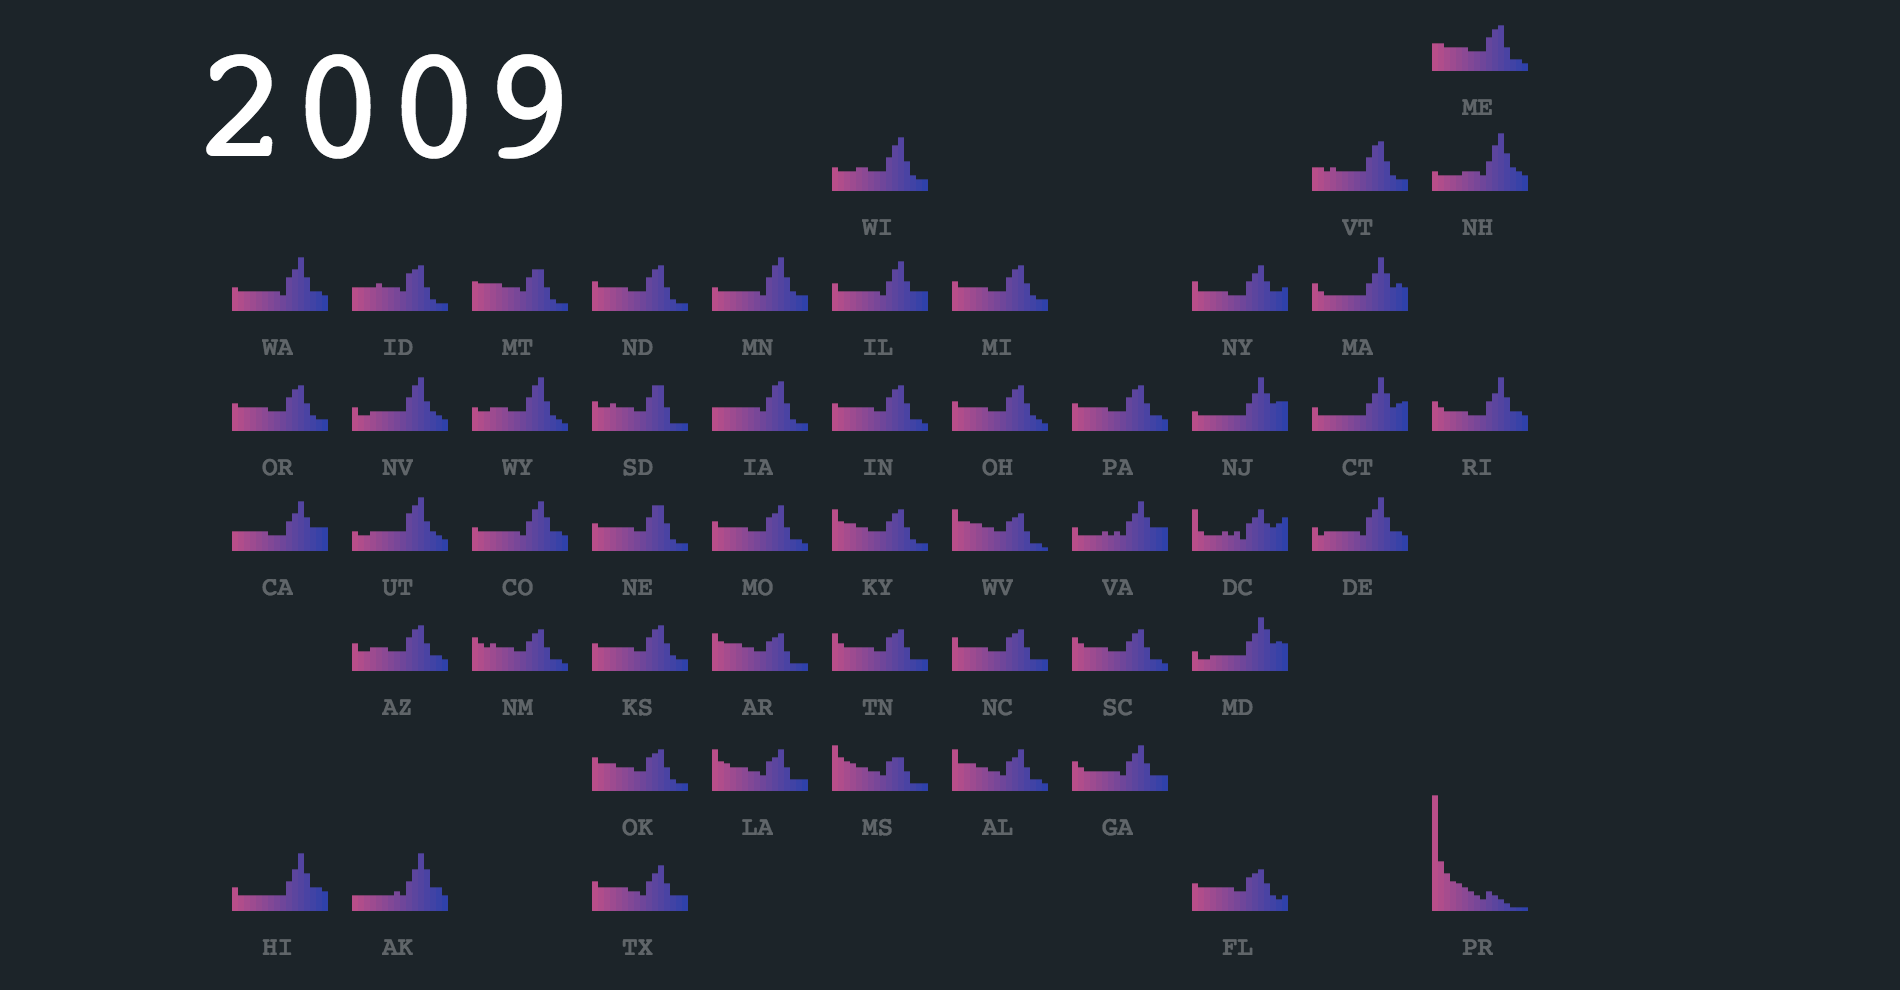 2009
ME
WI VT NH
WA ID MT ND MN IL MI NY MA
OR NV WY SD IA IN OH PA NJ CT RI
CA UT CO NE MO KY WV VA DC DE
AZ NM KS AR TN NC SC MD
OK LA MS AL GA
HI AK TX FL PR